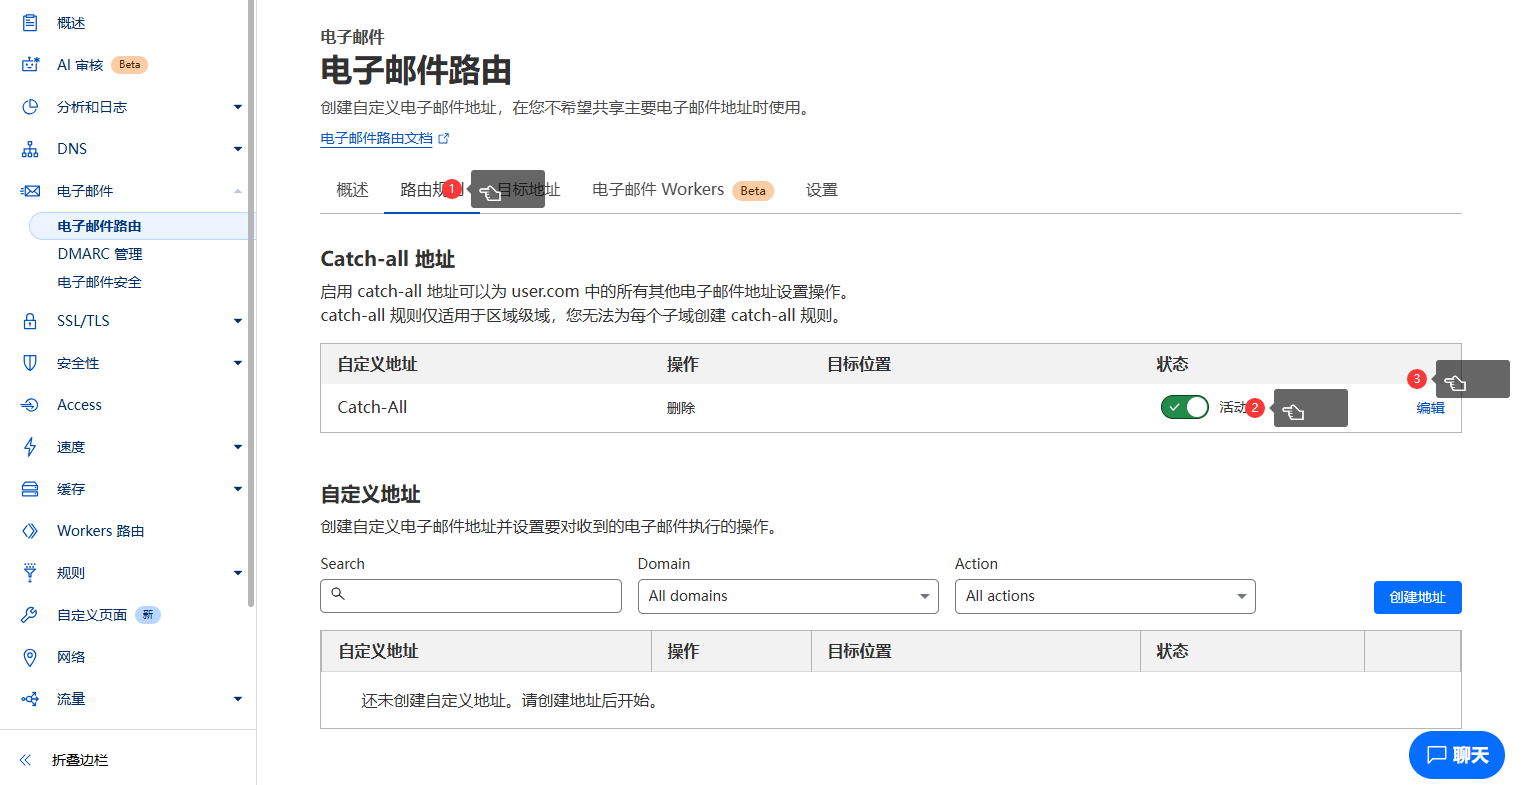 概述
AI 审核 Beta
分析和日志
DNS
电子邮件
电子邮件路由
DMARC 管理
电子邮件安全
SSL/TLS
安全性
Access
速度
缓存
Workers 路由
规则
自定义页面 新
网络
流量
折叠边栏
电子邮件
电子邮件路由
创建自定义电子邮件地址，在您不希望共享主要电子邮件地址时使用。
电子邮件路由文档
概述 路由规则 1 目标地址 电子邮件 Workers Beta 设置
Catch-all 地址
启用 catch-all 地址可以为 user.com 中的所有其他电子邮件地址设置操作。
catch-all 规则仅适用于区域级域，您无法为每个子域创建 catch-all 规则。
自定义地址 操作 目标位置 状态
3
Catch-All 删除 活动 2 编辑
自定义地址
创建自定义电子邮件地址并设置要对收到的电子邮件执行的操作。
Search Domain Action
All domains All actions 创建地址
自定义地址 操作 目标位置 状态
还未创建自定义地址。请创建地址后开始。
聊天